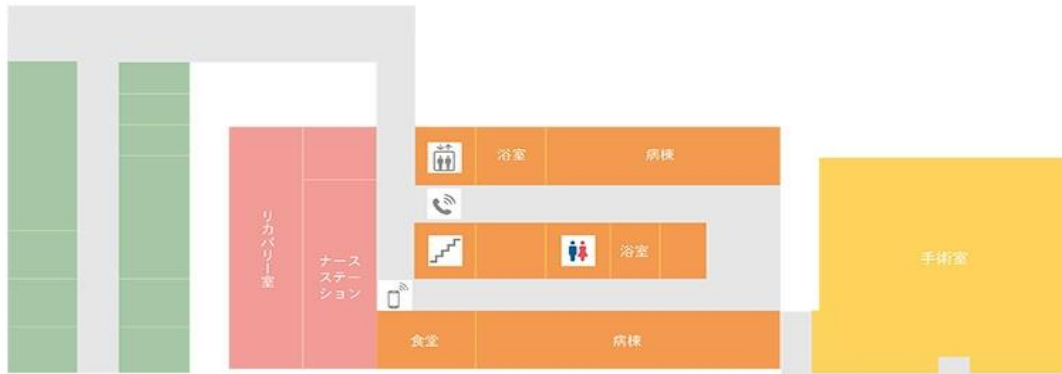 浴室
病棟
リカバリー室
ナース
ステー
ション
浴室
手術室
食堂
病棟